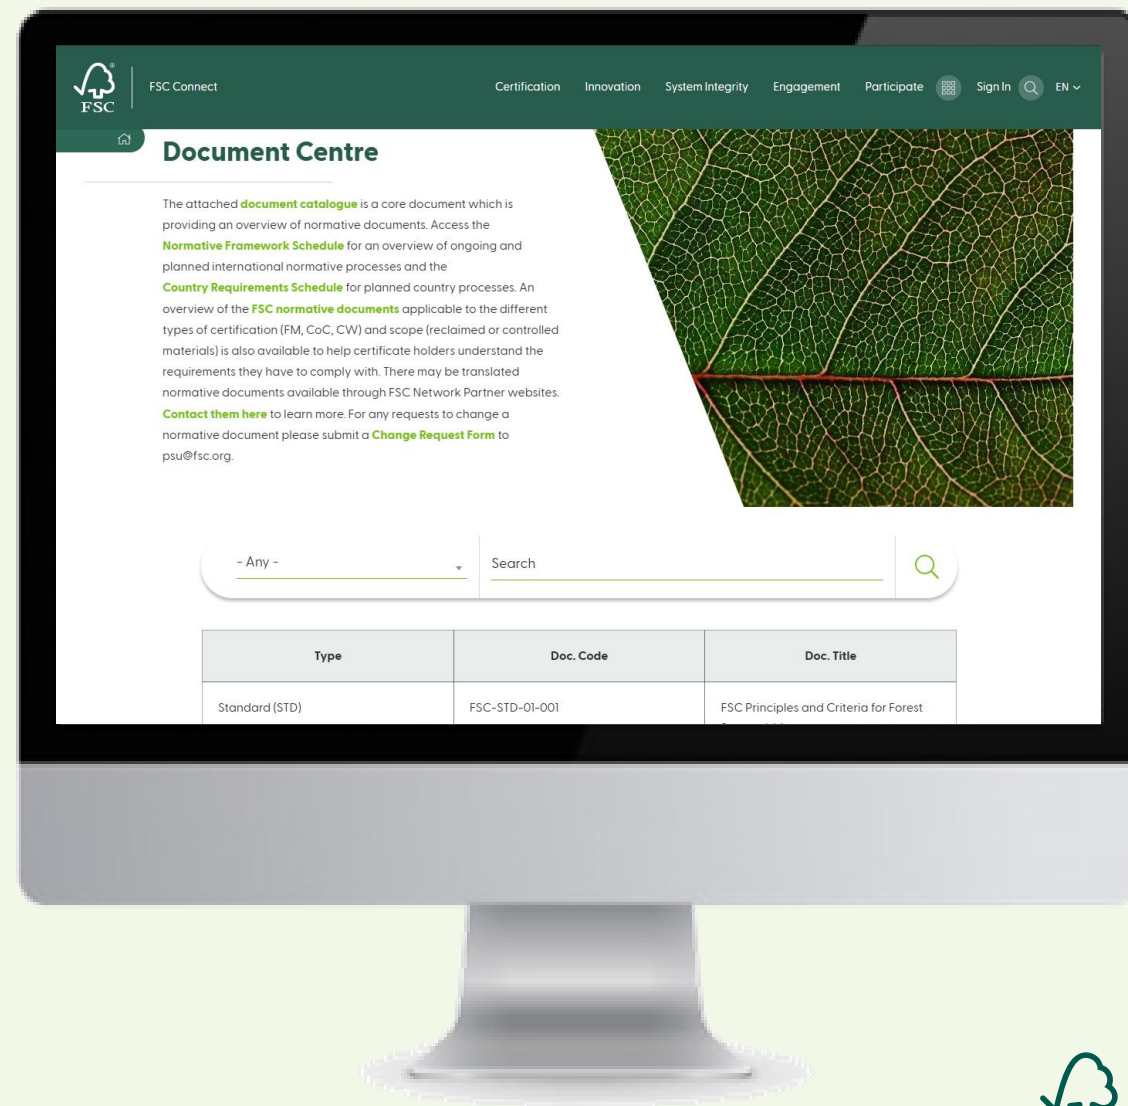 FSC
FSC Connect
Certification
Innovation
System Integrity
Engagement
Participate
Sign In
EN
Document Centre
The attached document catalogue is a core document which is
providing an overview of normative documents. Access the
Normative Framework Schedule for an overview of ongoing and
planned international normative processes and the
Country Requirements Schedule for planned country processes. An
overview of the FSC normative documents applicable to the different
types of certification (FM, CoC, CW) and scope (reclaimed or controlled
materials) is also available to help certificate holders understand the
requirements they have to comply with. There may be translated
normative documents available through FSC Network Partner websites.
Contact them here to learn more. For any requests to change a
normative document please submit a Change Request Form to
psu@fsc.org.
- Any -
Search
Type
Doc. Code
Doc. Title
Standard (STD)
FSC-STD-01-001
FSC Principles and Criteria for Forest